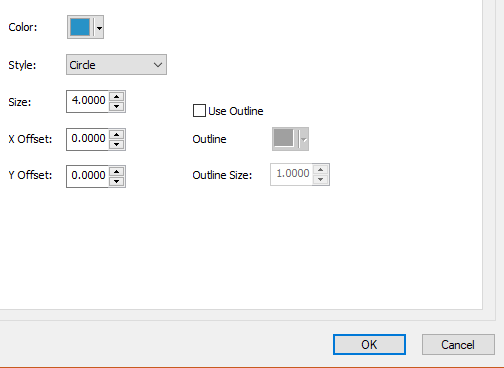 Color:
Style: Circle
Size: 4.0000
Use Outline
X Offset: 0.0000 Outline
Y Offset: 0.0000 Outline Size: 1.0000
OK Cancel